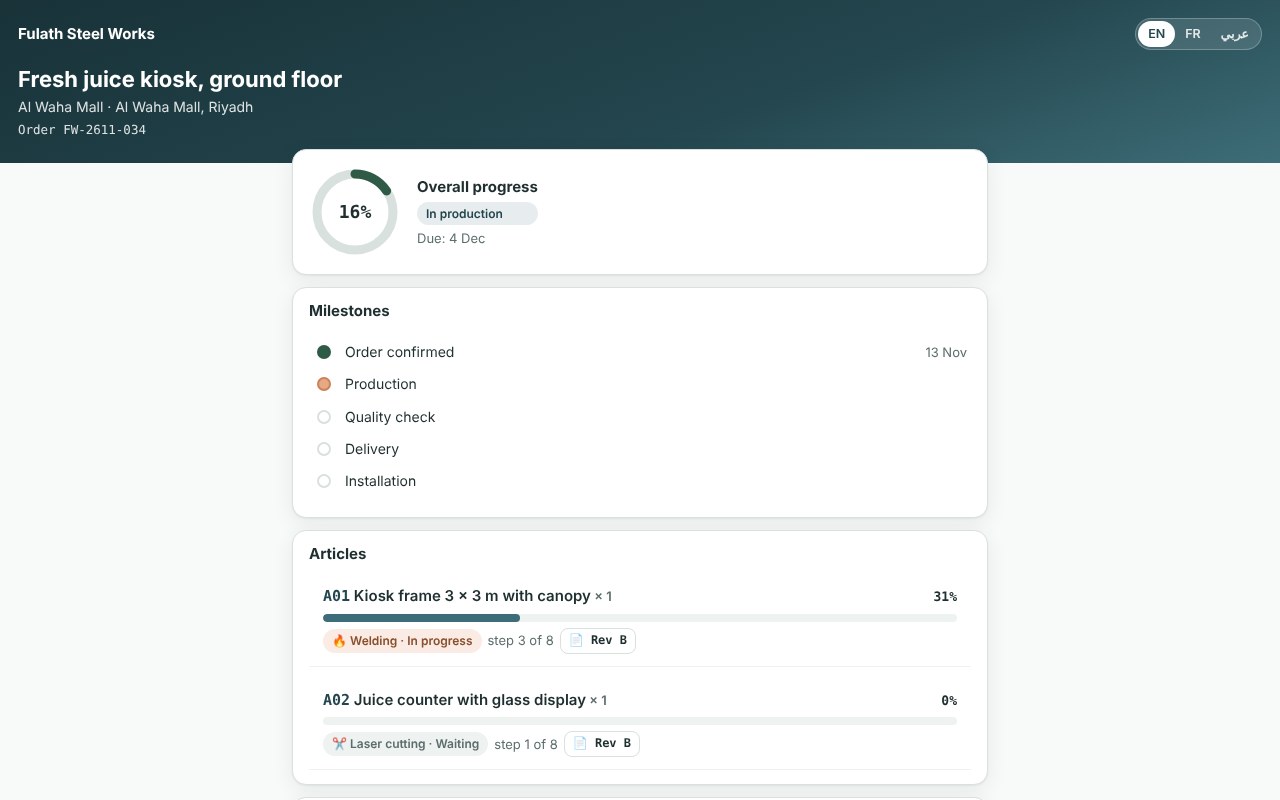 Fulath Steel Works
EN FR عربي
Fresh juice kiosk, ground floor
Al Waha Mall · Al Waha Mall, Riyadh
Order FW-2611-034
16%
Overall progress
In production
Due: 4 Dec
Milestones
Order confirmed 13 Nov
Production
Quality check
Delivery
Installation
Articles
A01 Kiosk frame 3 × 3 m with canopy × 1 31%
🔥 Welding · In progress step 3 of 8 📄 Rev B
A02 Juice counter with glass display × 1 0%
✂️ Laser cutting · Waiting step 1 of 8 📄 Rev B